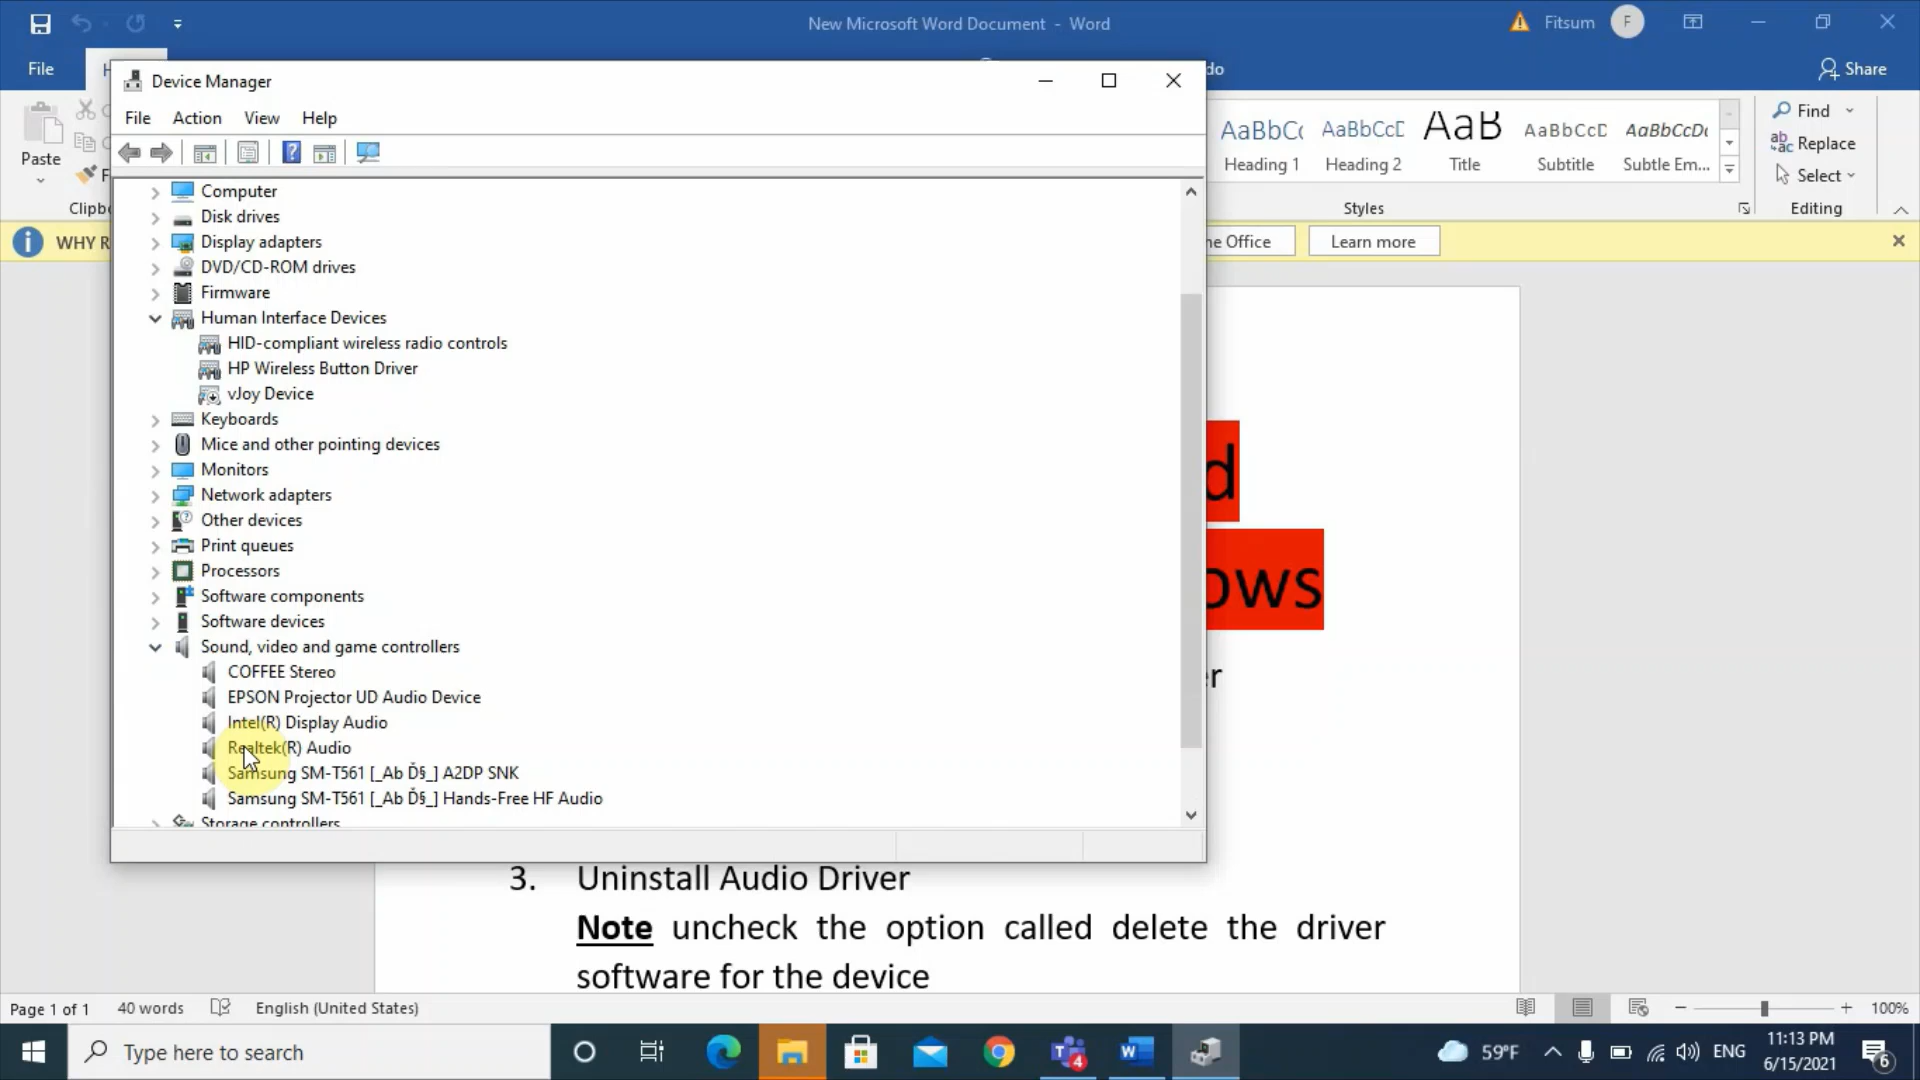 New Microsoft Word Document - Word
Fitsum
F
File
do
Share
Device Manager
File Action View Help
Paste
Clipb
AaBbC
AaBbCcD
AaB
AaBbCcD
AaBbCcD
Heading 1
Heading 2
Title
Subtitle
Subtle Em...
Styles
Find
Replace
Select
Editing
WHY R
e Office
Learn more
Computer
Disk drives
Display adapters
DVD/CD-ROM drives
Firmware
Human Interface Devices
HID-compliant wireless radio controls
HP Wireless Button Driver
vJoy Device
Keyboards
Mice and other pointing devices
Monitors
Network adapters
Other devices
Print queues
Processors
Software components
Software devices
Sound, video and game controllers
COFFEE Stereo
EPSON Projector UD Audio Device
Intel(R) Display Audio
Realtek(R) Audio
Samsung SM-T561 [_Ab Ď§_] A2DP SNK
Samsung SM-T561 [_Ab Ď§_] Hands-Free HF Audio
Storage controllers
d
ows
er
3. Uninstall Audio Driver
Note uncheck the option called delete the driver
software for the device
Page 1 of 1 40 words English (United States)
100%
Type here to search
4
59°F
ENG
11:13 PM
6/15/2021
6